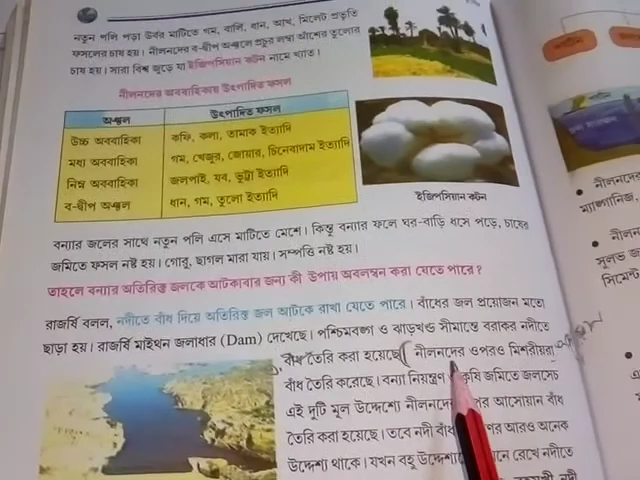 নতুন পলি পড়া উর্বর মাটিতে গম, বালি, ধান, আখ, মিলেট প্রভৃতি
ফসলের চাষ হয়। নীলনদের ব-দ্বীপ অঞ্চলে প্রচুর লম্বা আঁশের তুলোর
চাষ হয়। সারা বিশ্ব জুড়ে যা ইজিপসিয়ান কটন নামে খ্যাত।
নীলনদের অববাহিকায় উৎপাদিত ফসল
অঞ্চল উৎপাদিত ফসল
উচ্চ অববাহিকা কফি, কলা, তামাক ইত্যাদি
মধ্য অববাহিকা গম, খেজুর, জোয়ার, চিনেবাদাম ইত্যাদি
নিম্ন অববাহিকা জলপাই, যব, ভুট্টা ইত্যাদি
ব-দ্বীপ অঞ্চল ধান, গম, তুলো ইত্যাদি
ইজিপসিয়ান কটন
বন্যার জলের সাথে নতুন পলি এসে মাটিতে মেশে। কিন্তু বন্যার ফলে ঘর-বাড়ি ধসে পড়ে, চাষের
জমিতে ফসল নষ্ট হয়। গোরু, ছাগল মারা যায়। সম্পত্তি নষ্ট হয়।
তাহলে বন্যার অতিরিক্ত জলকে আটকাবার জন্য কী উপায় অবলম্বন করা যেতে পারে?
রাজর্ষি বলল, নদীতে বাঁধ দিয়ে অতিরিক্ত জল আটকে রাখা যেতে পারে। বাঁধের জল প্রয়োজন মতো
ছাড়া হয়। রাজর্ষি মাইথন জলাধার (Dam) দেখেছে। পশ্চিমবঙ্গ ও ঝাড়খণ্ড সীমান্তে বরাকর নদীতে
বাঁধ তৈরি করা হয়েছে। নীলনদের ওপরও মিশরীয়রা
বাঁধ তৈরি করেছে। বন্যা নিয়ন্ত্রণ কৃষি জমিতে জলসেচ
এই দুটি মূল উদ্দেশ্যে নীলনদের আসোয়ান বাঁধ
তৈরি করা হয়েছে। তবে নদী বাঁধ আরও অনেক
উদ্দেশ্য থাকে। যখন বহু উদ্দেশ্য রেখে নদীতে
নদী
নীলনদের
ম্যাঙ্গানিজ,
নীলন
সুলভ জ
সিমেন্ট